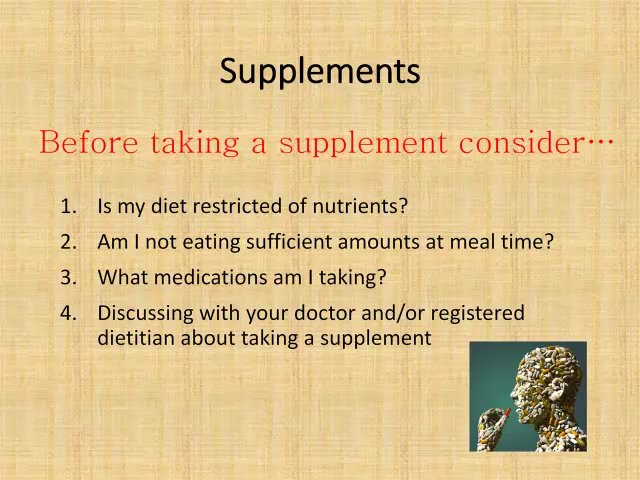 Supplements
Before taking a supplement consider…
1. Is my diet restricted of nutrients?
2. Am I not eating sufficient amounts at meal time?
3. What medications am I taking?
4. Discussing with your doctor and/or registered
dietitian about taking a supplement